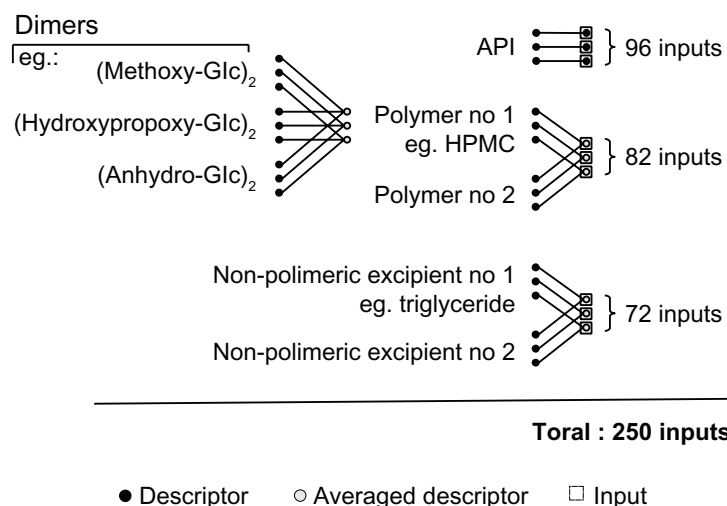 Dimers
eg.:
(Methoxy-Glc)2
(Hydroxypropoxy-Glc)2
(Anhydro-Glc)2
API
96 inputs
Polymer no 1
eg. HPMC
82 inputs
Polymer no 2
Non-polimeric excipient no 1
eg. triglyceride
72 inputs
Non-polimeric excipient no 2
Toral : 250 inputs
Descriptor
Averaged descriptor
Input